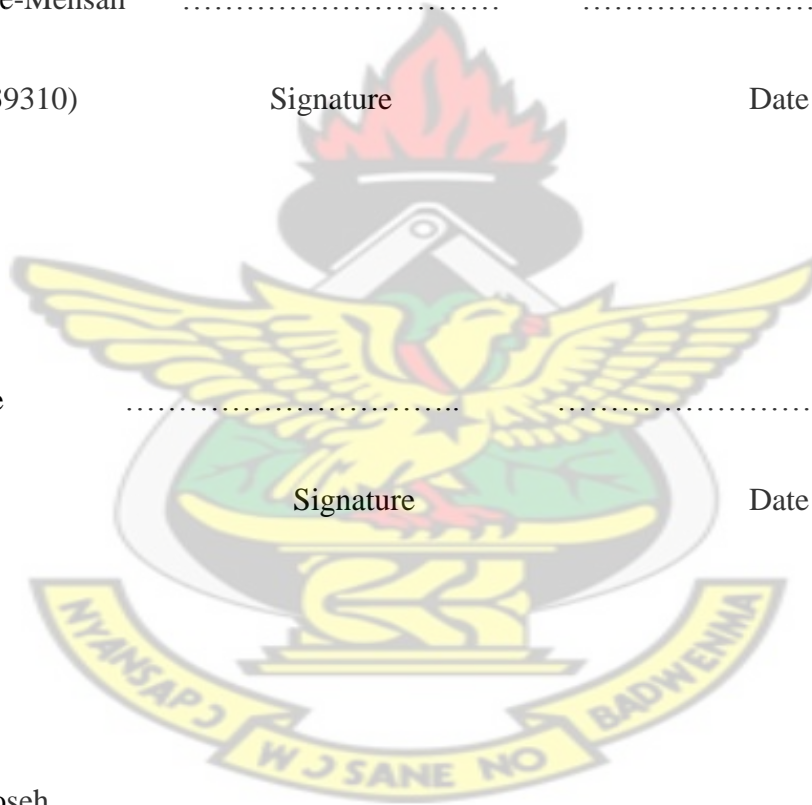 e-Mensah ………………………… …………………
39310) Signature Date
e ………………………….. ……………………
Signature Date
NYANSAPƆ WƆSANE NO BADWENMA
oseh